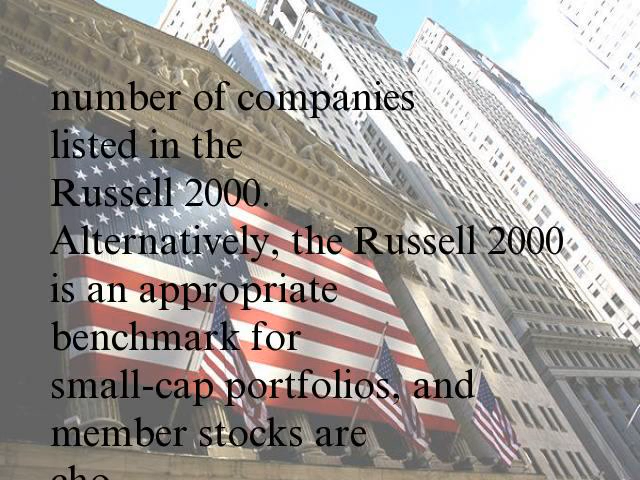 number of companies
listed in the
Russell 2000.
Alternatively, the Russell 2000
is an appropriate
benchmark for
small-cap portfolios, and
member stocks are
cho